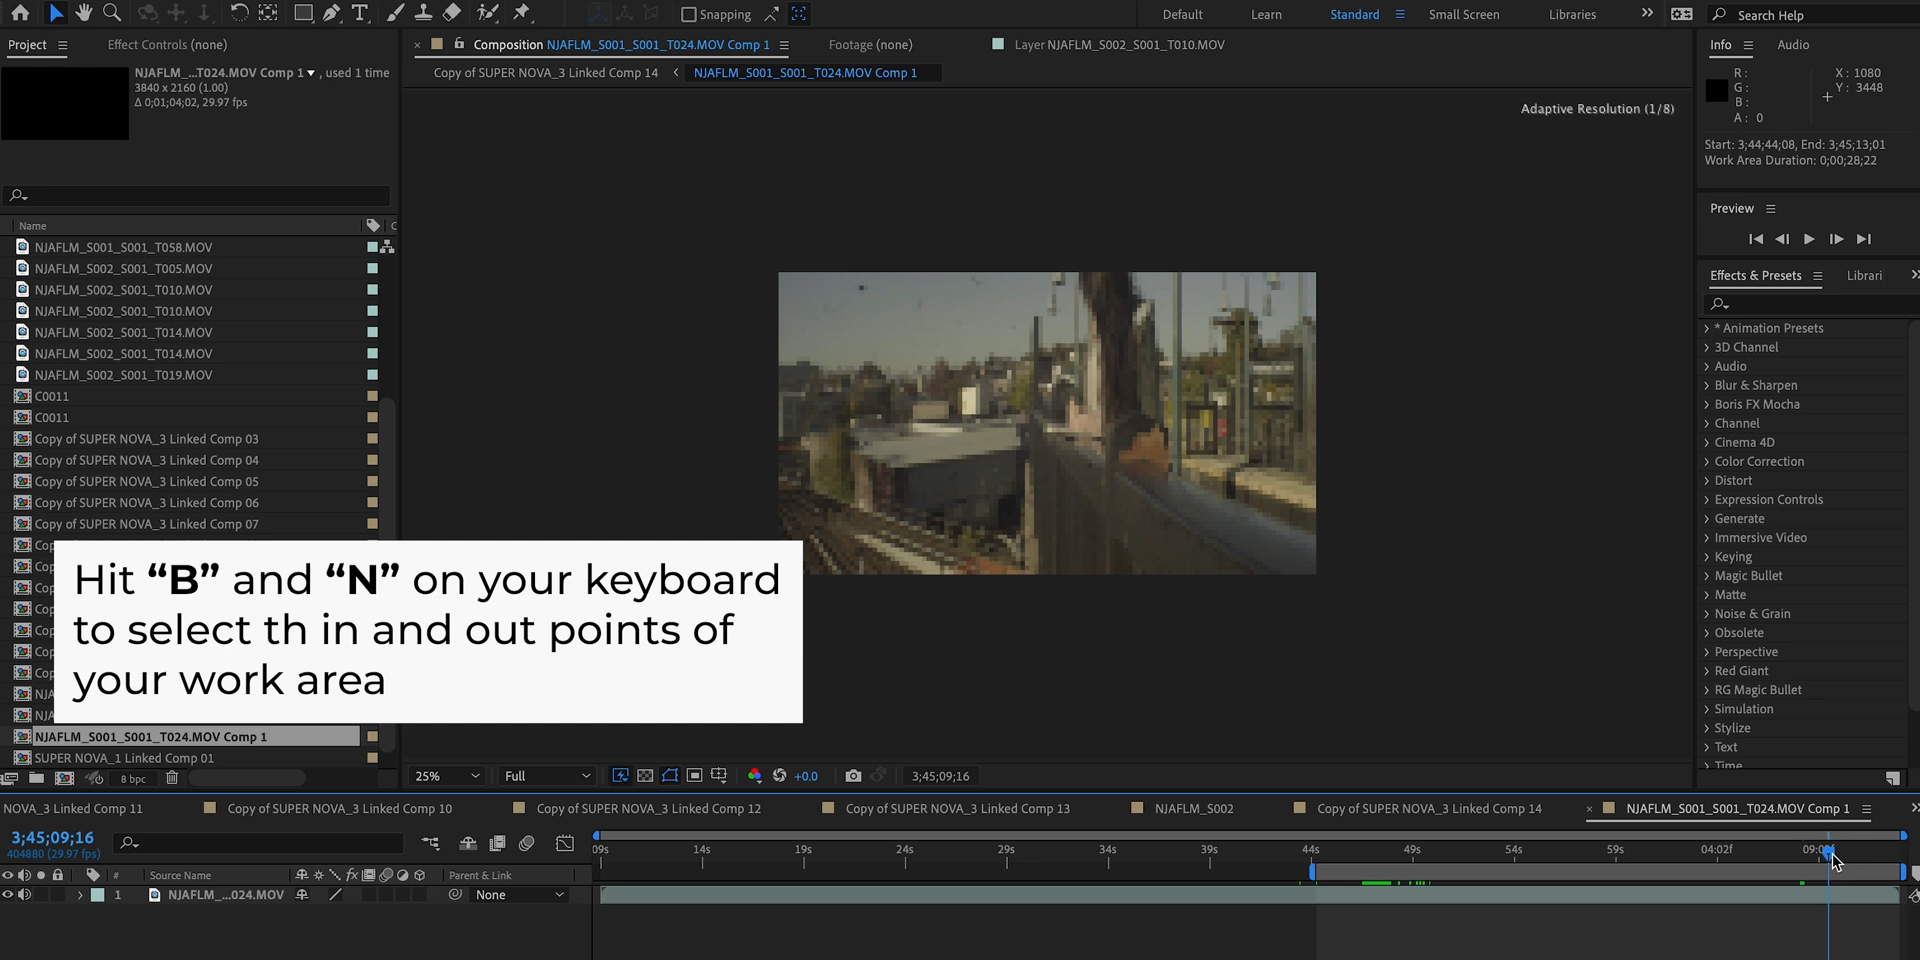 Snapping
Default
Learn
Standard
Small Screen
Libraries
Search Help
Project
Effect Controls (none)
Composition NJAFLM_S001_S001_T024.MOV Comp 1
Footage (none)
Layer NJAFLM_S002_S001_T010.MOV
Info
Audio
NJAFLM_...T024.MOV Comp 1 , used 1 time
3840 x 2160 (1.00)
Δ 0;01;04;02, 29.97 fps
Copy of SUPER NOVA_3 Linked Comp 14
NJAFLM_S001_S001_T024.MOV Comp 1
R :
G :
B :
A : 0
X : 1080
Y : 3448
Adaptive Resolution (1/8)
Start: 3;44;44;08, End: 3;45;13;01
Work Area Duration: 0;00;28;22
Preview
Name
NJAFLM_S001_S001_T058.MOV
NJAFLM_S002_S001_T005.MOV
NJAFLM_S002_S001_T010.MOV
NJAFLM_S002_S001_T010.MOV
NJAFLM_S002_S001_T014.MOV
NJAFLM_S002_S001_T014.MOV
NJAFLM_S002_S001_T019.MOV
C0011
C0011
Copy of SUPER NOVA_3 Linked Comp 03
Copy of SUPER NOVA_3 Linked Comp 04
Copy of SUPER NOVA_3 Linked Comp 05
Copy of SUPER NOVA_3 Linked Comp 06
Copy of SUPER NOVA_3 Linked Comp 07
NJAFLM_S001_S001_T024.MOV Comp 1
SUPER NOVA_1 Linked Comp 01
8 bpc
Hit “B” and “N” on your keyboard
to select th in and out points of
your work area
Effects & Presets
Librari
* Animation Presets
3D Channel
Audio
Blur & Sharpen
Boris FX Mocha
Channel
Cinema 4D
Color Correction
Distort
Expression Controls
Generate
Immersive Video
Keying
Magic Bullet
Matte
Noise & Grain
Obsolete
Perspective
Red Giant
RG Magic Bullet
Simulation
Stylize
Text
Time
25%
Full
+0.0
3;45;09;16
NOVA_3 Linked Comp 11
Copy of SUPER NOVA_3 Linked Comp 10
Copy of SUPER NOVA_3 Linked Comp 12
Copy of SUPER NOVA_3 Linked Comp 13
NJAFLM_S002
Copy of SUPER NOVA_3 Linked Comp 14
NJAFLM_S001_S001_T024.MOV Comp 1
3;45;09;16
404880 (29.97 fps)
09s
14s
19s
24s
29s
34s
39s
44s
49s
54s
59s
04:02f
# Source Name
fx
Parent & Link
1 NJAFLM_...024.MOV
None